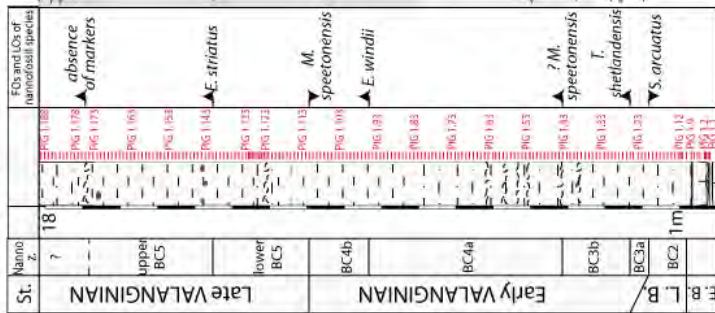 FOs and LOs of
nannofossil species
absence
of markers
E. striatus
M.
speetonensis
E. windii
? M.
speetonensis
T.
shetlandensis
S. arcuatus
PIG 1.188
PIG 1.178
PIG 1.173
PIG 1.163
PIG 1.153
PIG 1.143
PIG 1.133
PIG 1.123
PIG 1.113
PIG 1.103
PIG 1.93
PIG 1.83
PIG 1.73
PIG 1.63
PIG 1.53
PIG 1.43
PIG 1.33
PIG 1.23
PIG 1.12
18
1m
Nanno
z.
?
upper
BC5
lower
BC5
BC4b
BC4a
BC3b
BC3a
BC2
St.
Late VALANGINIAN
Early VALANGINIAN
L. B.
E. B.